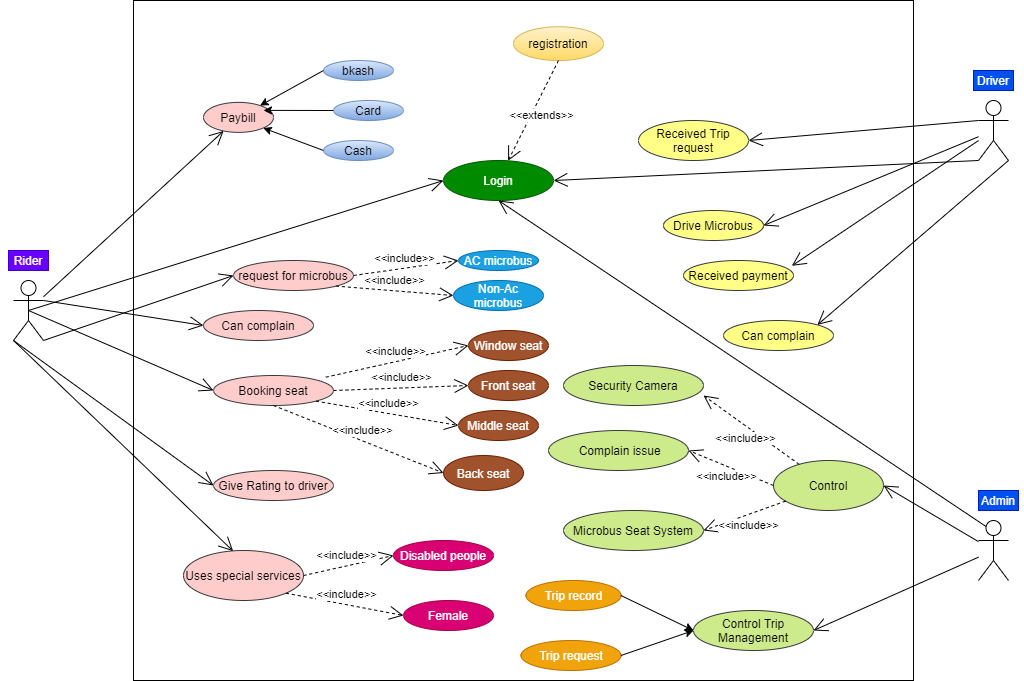 registration
bkash
Driver
Card
Paybill
<<extends>>
Received Trip
request
Cash
Login
Drive Microbus
Rider
<<include>>
AC microbus
request for microbus
<<include>>
Non-Ac
microbus
Received payment
Can complain
Can complain
<<include>>
Window seat
<<include>>
Front seat
Security Camera
Booking seat
<<include>>
Middle seat
<<include>>
<<include>>
Complain issue
Back seat
<<include>>
Control
Give Rating to driver
Admin
Microbus Seat System
<<include>>
<<include>>
Disabled people
Uses special services
<<include>>
Female
Trip record
Control Trip
Management
Trip request